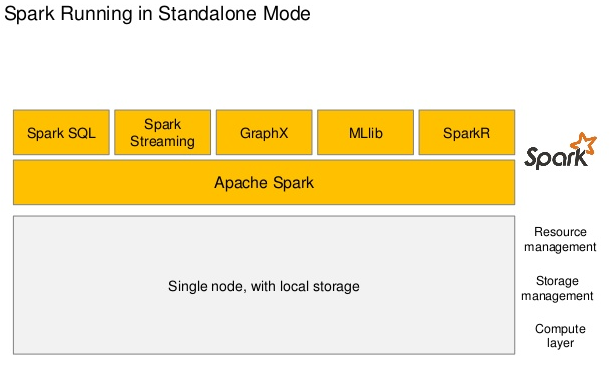 Spark Running in Standalone Mode
Spark SQL
Spark
Streaming
GraphX
MLlib
SparkR
Spark
Apache Spark
Resource
management
Single node, with local storage
Storage
management
Compute
layer